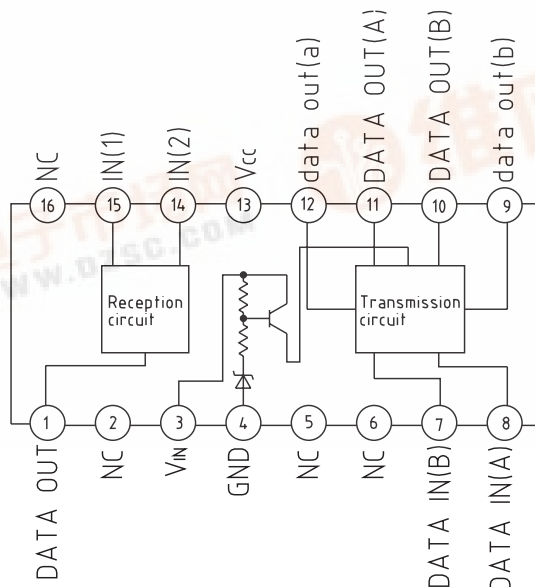 NC
IN(1)
IN(2)
Vcc
data out(a)
DATA OUT(A)
DATA OUT(B)
data out(b)
16
15
14
13
12
11
10
9
Reception
circuit
Transmission
circuit
1
2
3
4
5
6
7
8
DATA OUT
NC
VIN
GND
NC
NC
DATA IN(B)
DATA IN(A)